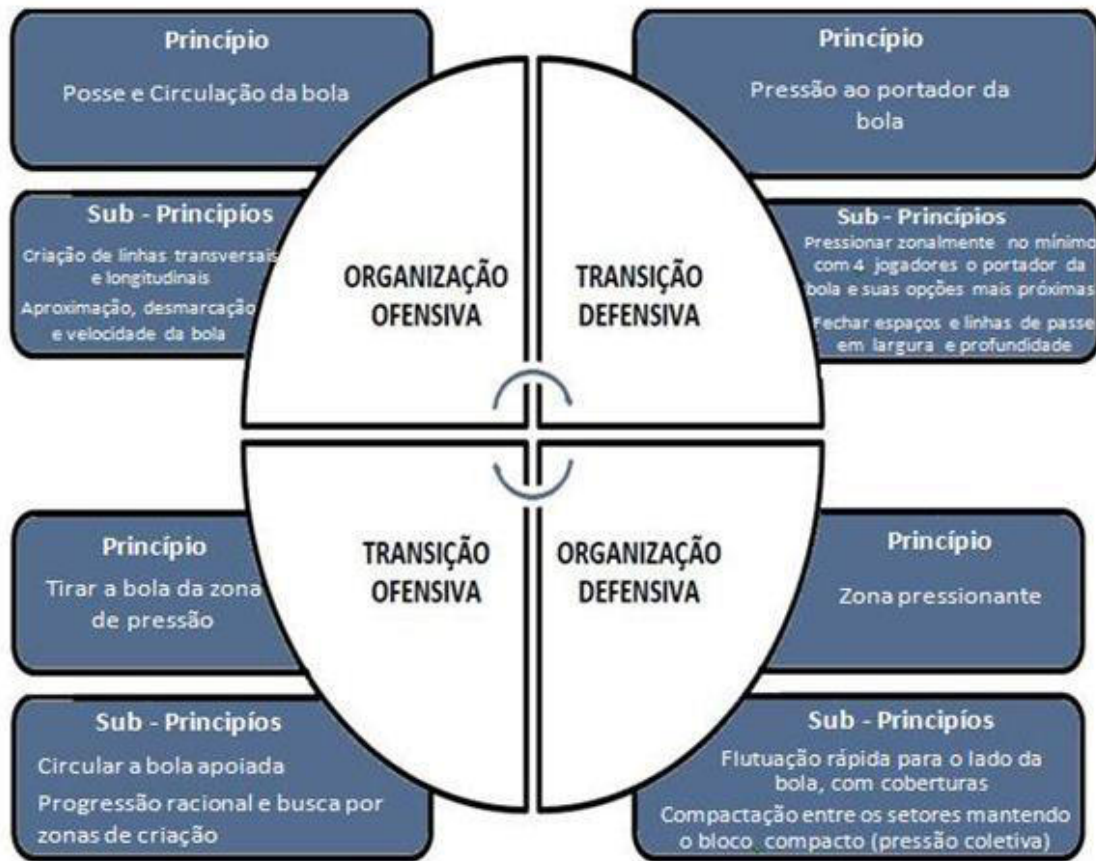 Princípio
Posse e Circulação da bola
Sub - Principíos
Criação de linhas transversais
e longitudinais
Aproximação, desmarcação
e velocidade da bola
ORGANIZAÇÃO
OFENSIVA
Princípio
Pressão ao portador da
bola
Sub - Princípios
Pressionar zonalmente no mínimo
com 4 jogadores o portador da
bola e suas opções mais próximas
Fechar espaços e linhas de passe
em largura e profundidade
TRANSIÇÃO
DEFENSIVA
Princípio
Tirar a bola da zona
de pressão
Sub - Principíos
Circular a bola apoiada
Progressão racional e busca por
zonas de criação
TRANSIÇÃO
OFENSIVA
Princípio
Zona pressionante
Sub - Principíos
Flutuação rápida para o lado da
bola, com coberturas
Compactação entre os setores mantendo
o bloco compacto (pressão coletiva)
ORGANIZAÇÃO
DEFENSIVA